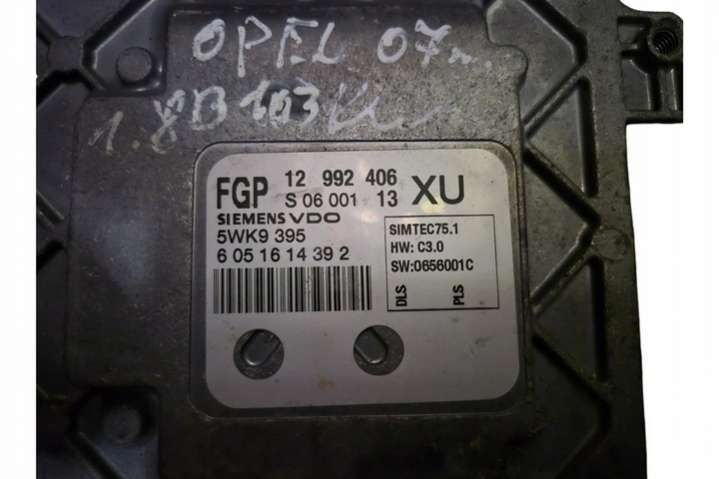 OPEL 07r.
1.8B 103KW
FGP 12 992 406 XU
S 06 001 13
SIEMENS VDO
5WK9 395
6 05 16 14 39 2
SIMTEC75.1
HW: C3.0
SW:0656001C
DLS
PLS